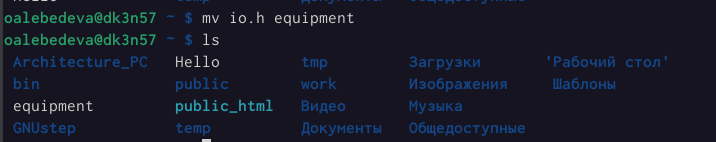 oalebedeva@dk3n57 ~ $ mv io.h equipment
oalebedeva@dk3n57 ~ $ ls
Architecture_PC Hello tmp Загрузки 'Рабочий стол'
bin public work Изображения Шаблоны
equipment public_html Видео Музыка
GNUstep temp Документы Общедоступные